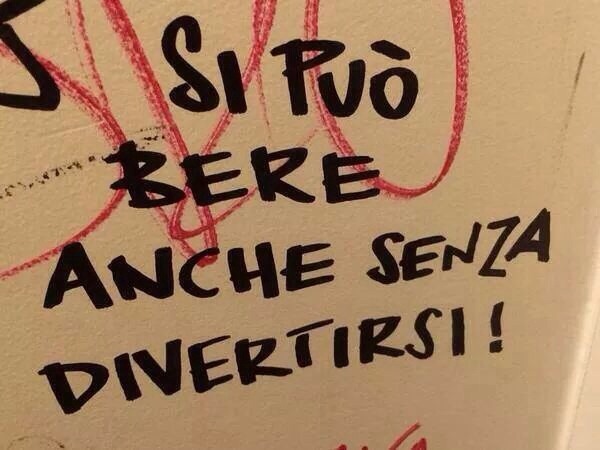 SI PUÒ
BERE
ANCHE SENZA
DIVERTIRSI!